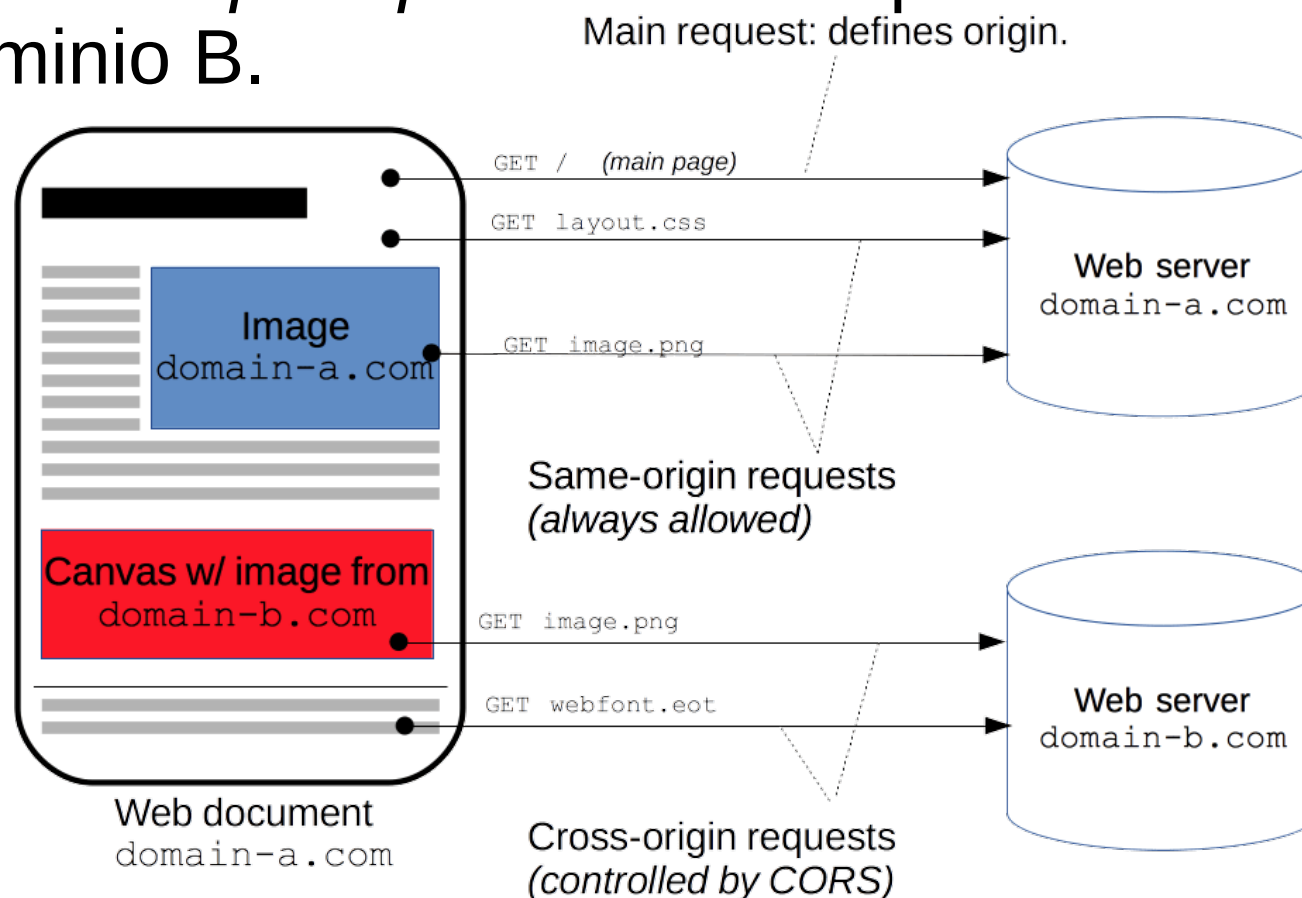 minio B.
Main request: defines origin.
GET / (main page)
GET layout.css
Web server
domain-a.com
Image
domain-a.com
GET image.png
Same-origin requests
(always allowed)
Canvas w/ image from
domain-b.com
GET image.png
GET webfont.eot
Web server
domain-b.com
Web document
domain-a.com
Cross-origin requests
(controlled by CORS)